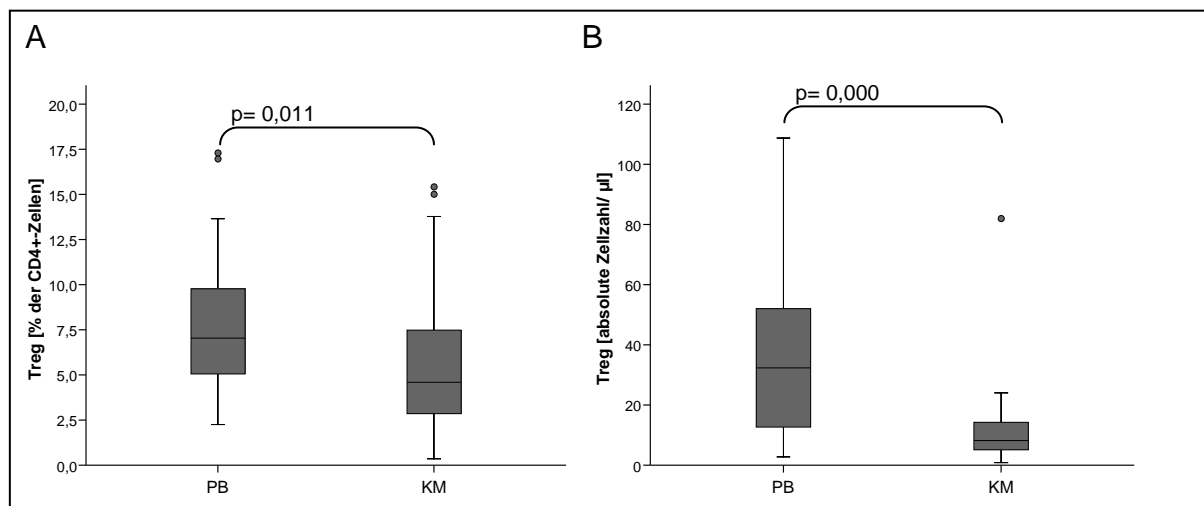 A
p= 0,011
Treg [% der CD4+-Zellen]
20,0
17,5
15,0
12,5
10,0
7,5
5,0
2,5
0,0
PB
KM
B
p= 0,000
Treg [absolute Zellzahl/ µl]
120
100
80
60
40
20
0
PB
KM